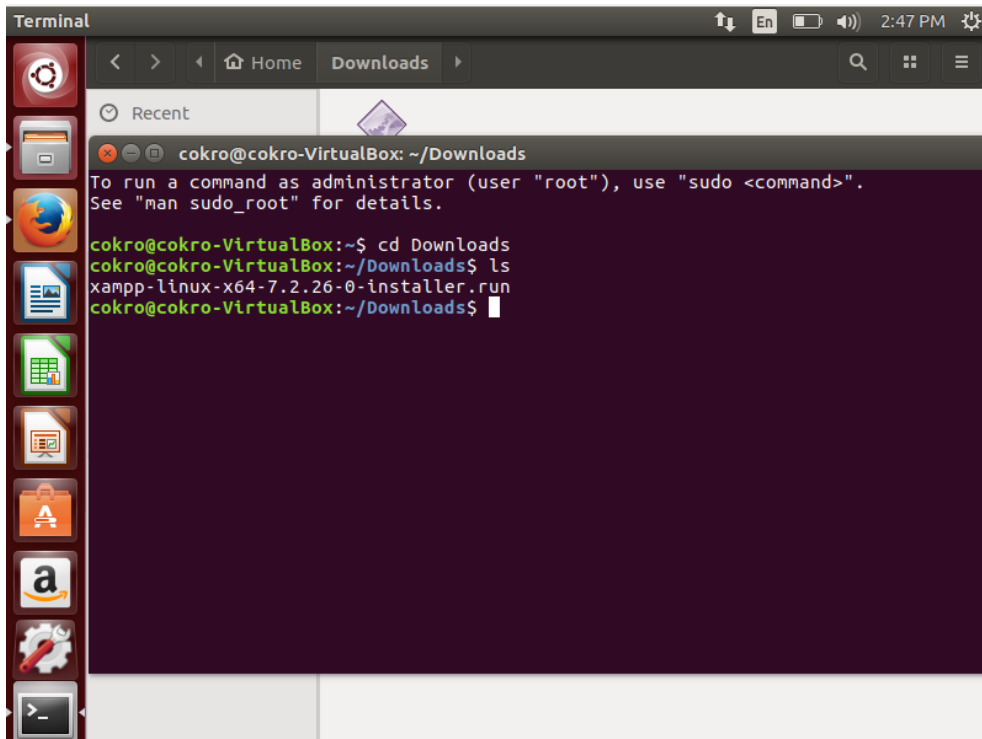 Terminal
En
2:47 PM
Home
Downloads
Recent
cokro@cokro-VirtualBox: ~/Downloads
To run a command as administrator (user "root"), use "sudo <command>".
See "man sudo_root" for details.
cokro@cokro-VirtualBox:~$ cd Downloads
cokro@cokro-VirtualBox:~/Downloads$ ls
xampp-linux-x64-7.2.26-0-installer.run
cokro@cokro-VirtualBox:~/Downloads$